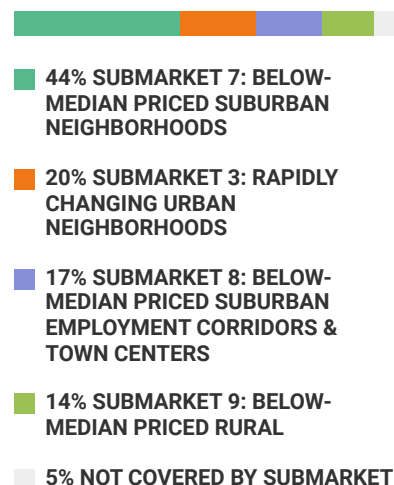 44% SUBMARKET 7: BELOW-
MEDIAN PRICED SUBURBAN
NEIGHBORHOODS
20% SUBMARKET 3: RAPIDLY
CHANGING URBAN
NEIGHBORHOODS
17% SUBMARKET 8: BELOW-
MEDIAN PRICED SUBURBAN
EMPLOYMENT CORRIDORS &
TOWN CENTERS
14% SUBMARKET 9: BELOW-
MEDIAN PRICED RURAL
5% NOT COVERED BY SUBMARKET